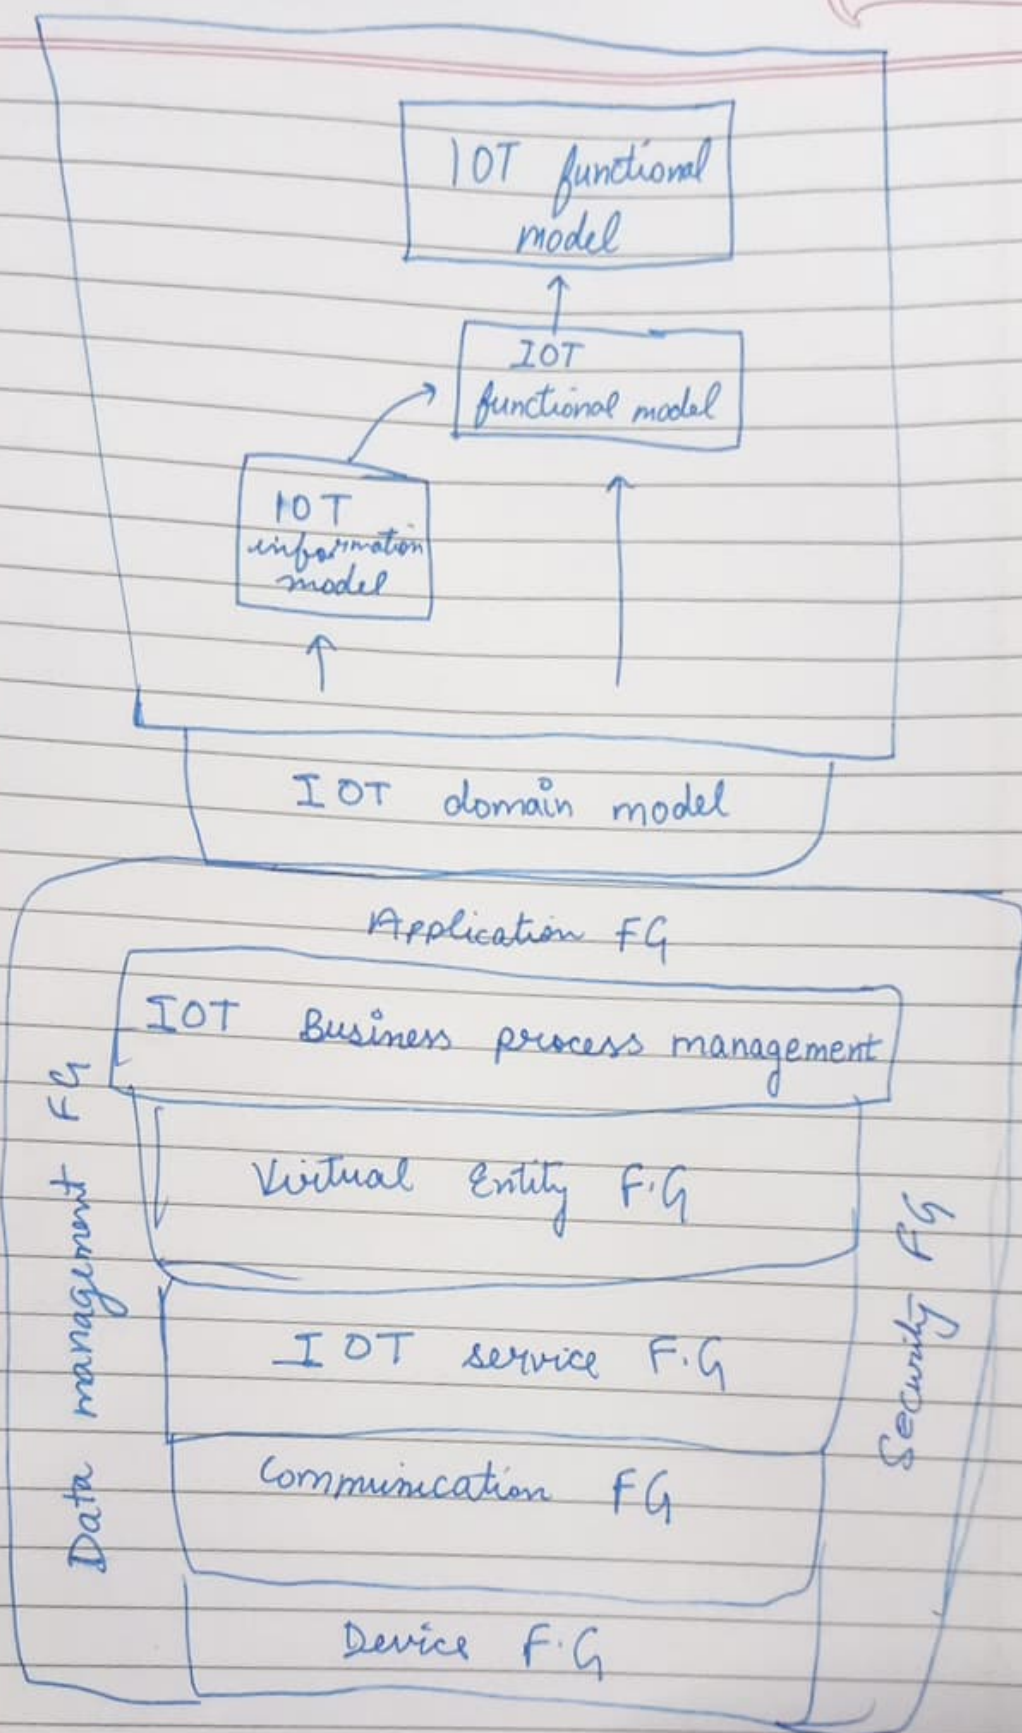 IOT functional
model
IOT
functional model
IOT
information
model
IOT domain model
Application FG
IOT Business process management
Virtual Entity F.G
IOT service F.G
Communication FG
Device F.G
Data management FG
Security FG